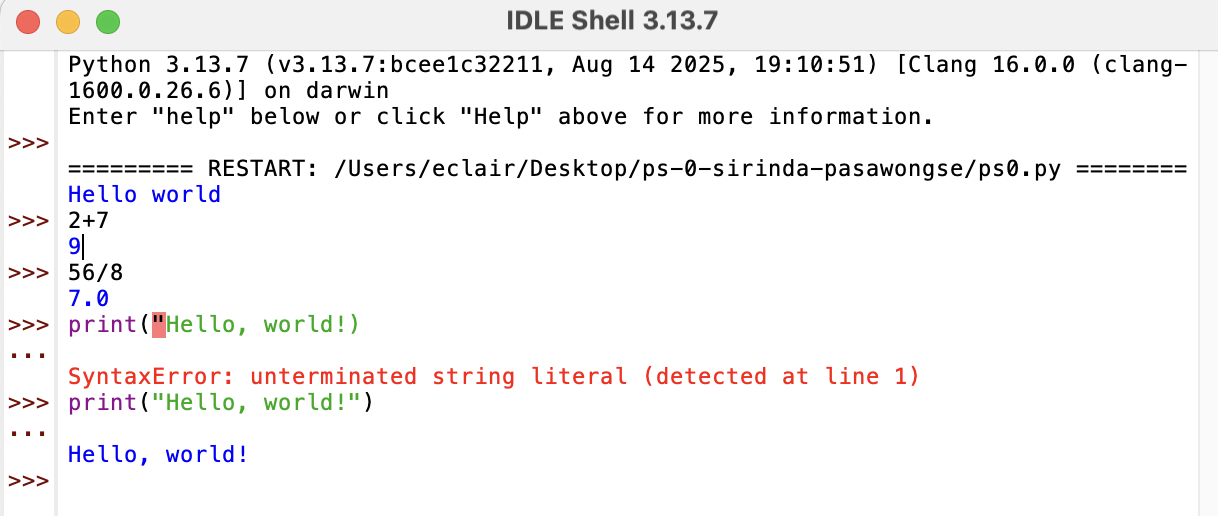 IDLE Shell 3.13.7
Python 3.13.7 (v3.13.7:bcee1c32211, Aug 14 2025, 19:10:51) [Clang 16.0.0 (clang-
1600.0.26.6)] on darwin
Enter "help" below or click "Help" above for more information.
>>>
========= RESTART: /Users/eclair/Desktop/ps-0-sirinda-pasawongse/ps0.py ========
Hello world
>>> 2+7
9
>>> 56/8
7.0
>>> print("Hello, world!)
...
SyntaxError: unterminated string literal (detected at line 1)
>>> print("Hello, world!")
...
Hello, world!
>>>